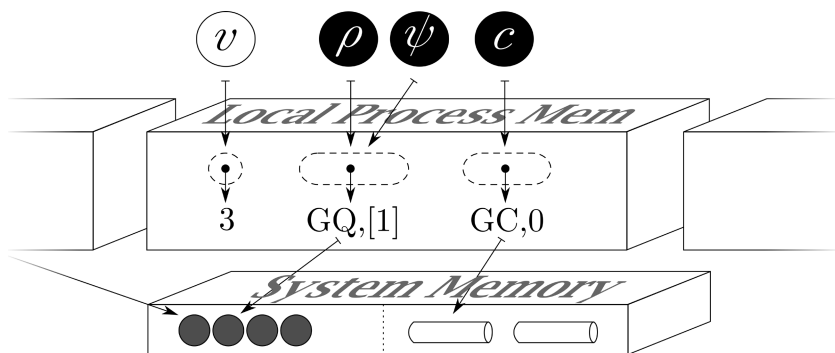 v ρ ψ c
Local Process Mem
3 GQ,[1] GC,0
System Memory